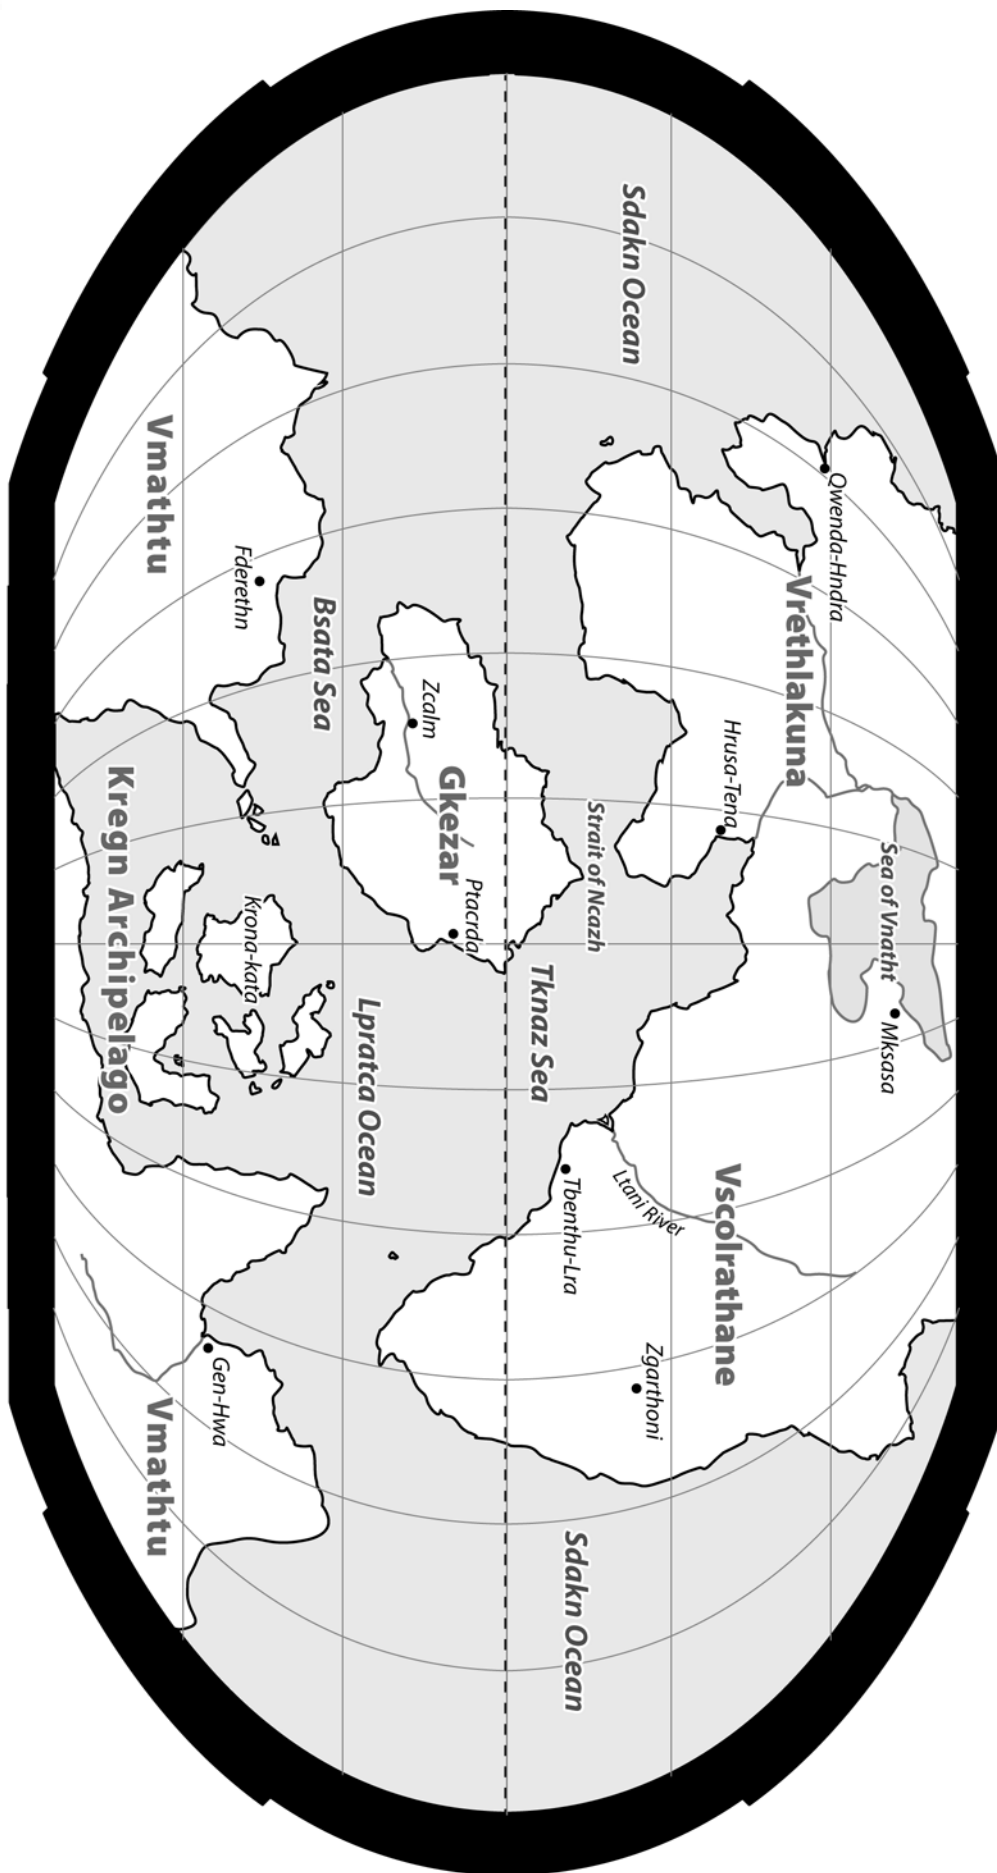 Sea of Vnatht
Mksasa
Qwenda-Hndra
Vrethlakuna
Hrusa-Tena
Vscolrathane
Zgarthoni
Ltani River
Sdakn Ocean
Strait of Ncazh
Sdakn Ocean
Tbenthu-Lra
Tknaz Sea
Ptacrda
Gkeźar
Zcalm
Lpratca Ocean
Bsata Sea
Krona-kata
Fderethn
Gen-Hwa
Vmathtu
Vmathtu
Kregn Archipelago